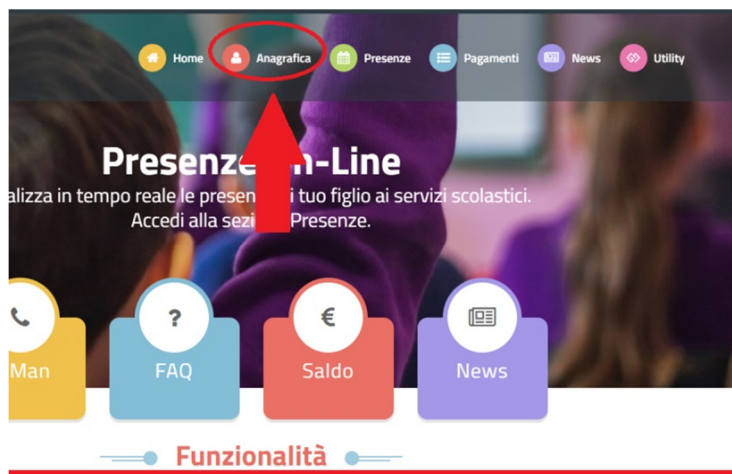 Home Anagrafica Presenze Pagamenti News Utility
Presenze n-Line
alizza in tempo reale le presen i tuo figlio ai servizi scolastici.
Accedi alla sezi Presenze.
Man FAQ ? Saldo € News
Funzionalità